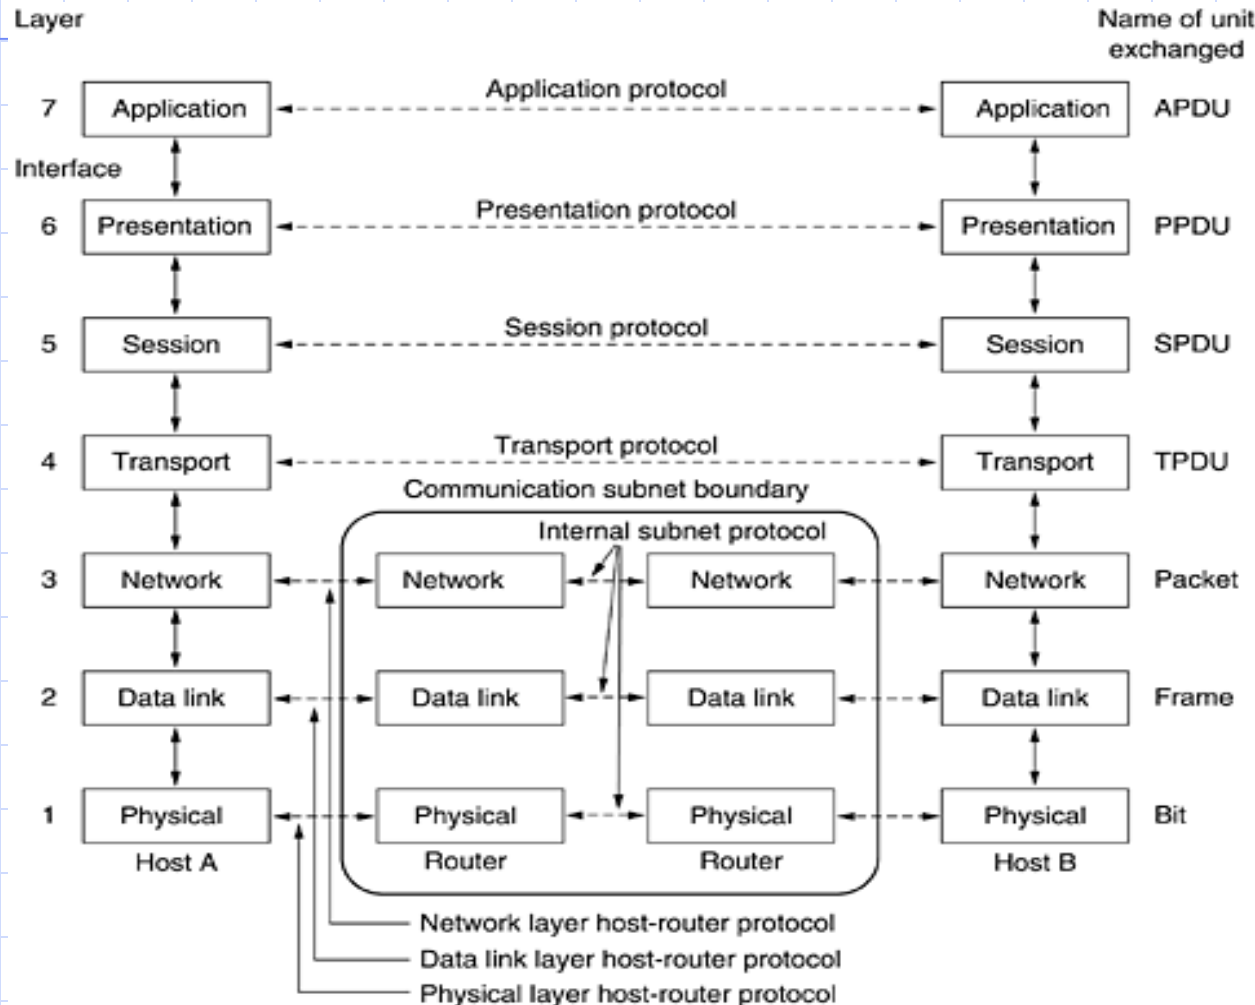 Layer
Name of unit
exchanged
7 Application Application protocol Application APDU
Interface
6 Presentation Presentation protocol Presentation PPDU
5 Session Session protocol Session SPDU
4 Transport Transport protocol Transport TPDU
Communication subnet boundary
Internal subnet protocol
3 Network Network Network Network Packet
2 Data link Data link Data link Data link Frame
1 Physical Physical Physical Physical Bit
Host A Router Router Host B
Network layer host-router protocol
Data link layer host-router protocol
Physical layer host-router protocol